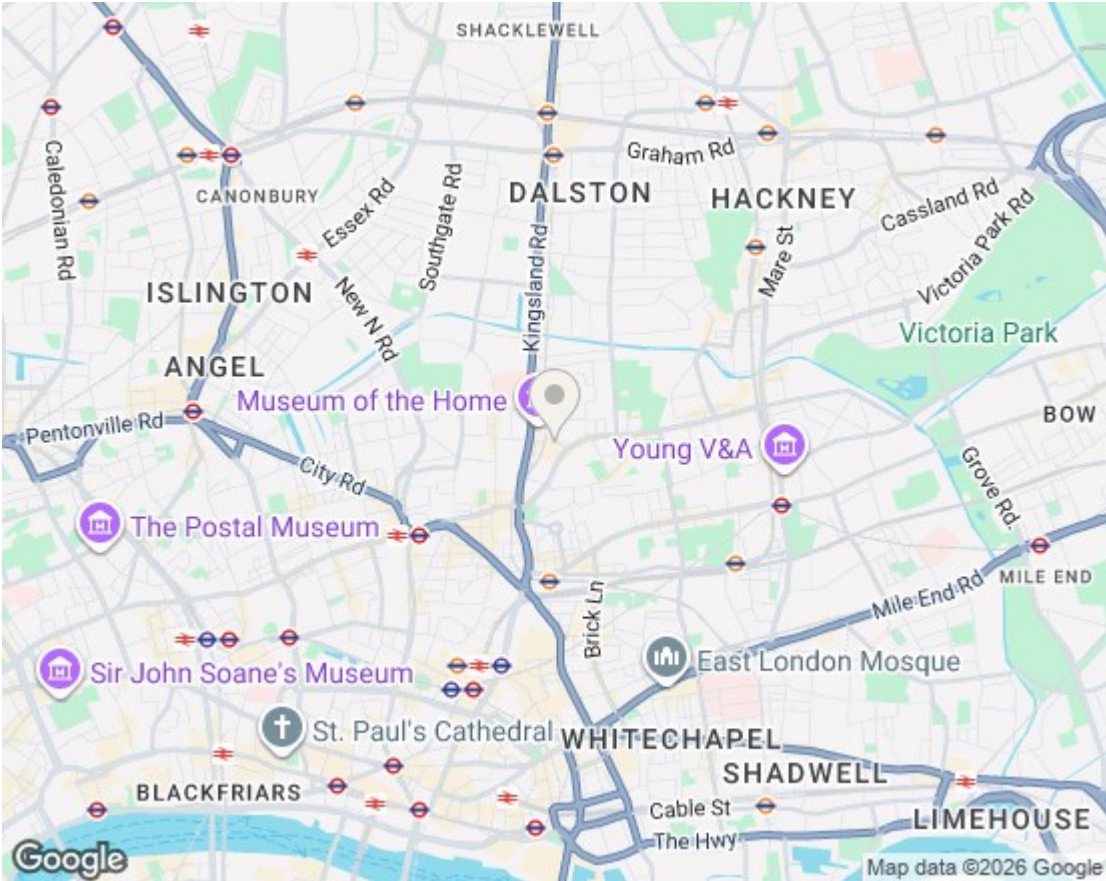 SHACKLEWELL
Caledonian Rd
CANONBURY
Essex Rd
Southgate Rd
Graham Rd
DALSTON
HACKNEY
Cassland Rd
Victoria Park Rd
Mare St
ISLINGTON
New N Rd
Kingsland Rd
Victoria Park
ANGEL
Museum of the Home
Pentonville Rd
BOW
Young V&A
City Rd
Grove Rd.
The Postal Museum
MILE END
Mile End Rd
Brick Ln
East London Mosque
Sir John Soane's Museum
St. Paul's Cathedral
WHITECHAPEL
SHADWELL
BLACKFRIARS
Cable St
LIMEHOUSE
The Hwy
Google
Map data ©2026 Google